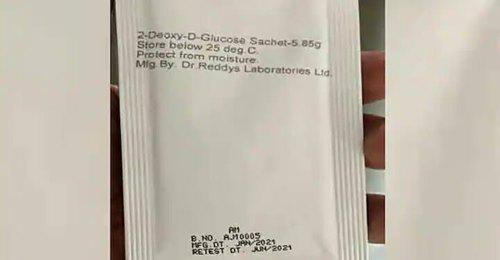 2-Deoxy-D-Glucose Sachet-5.85g
Store below 25 deg.C.
Protect from moisture.
Mfg.By. Dr.Reddys Laboratories Ltd.
AM
B.NO. AJ10005
MFG.DT. JAN/2021
RETEST DT. JUN/2021